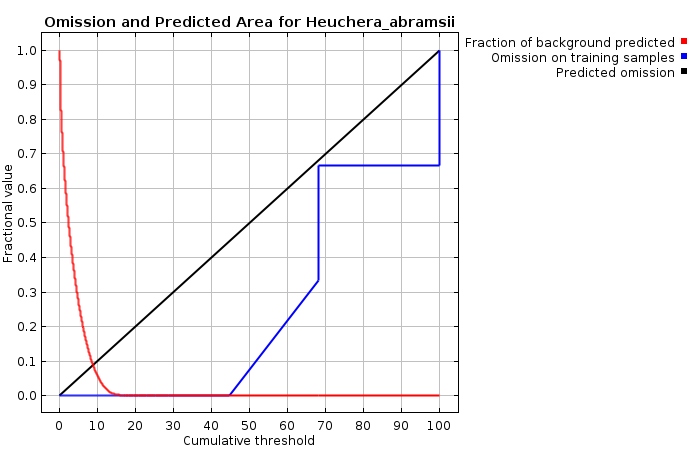 Omission and Predicted Area for Heuchera_abramsii
Fraction of background predicted
Omission on training samples
Predicted omission
Fractional value
1.0
0.9
0.8
0.7
0.6
0.5
0.4
0.3
0.2
0.1
0.0
0 10 20 30 40 50 60 70 80 90 100
Cumulative threshold